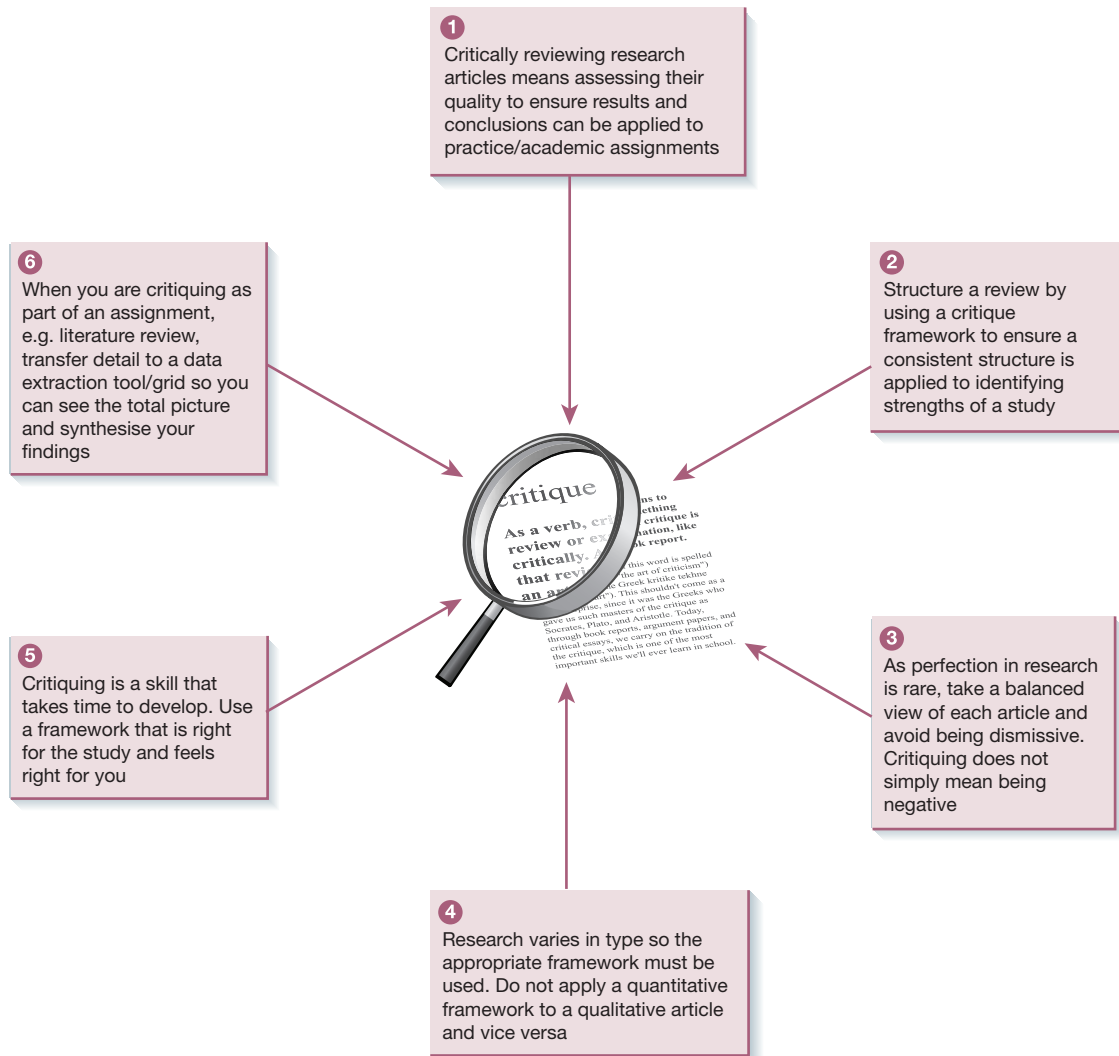 1
Critically reviewing research
articles means assessing their
quality to ensure results and
conclusions can be applied to
practice/academic assignments
2
Structure a review by
using a critique
framework to ensure a
consistent structure is
applied to identifying
strengths of a study
3
As perfection in research
is rare, take a balanced
view of each article and
avoid being dismissive.
Critiquing does not
simply mean being
negative
4
Research varies in type so the
appropriate framework must be
used. Do not apply a quantitative
framework to a qualitative article
and vice versa
5
Critiquing is a skill that
takes time to develop. Use
a framework that is right
for the study and feels
right for you
6
When you are critiquing as
part of an assignment,
e.g. literature review,
transfer detail to a data
extraction tool/grid so you
can see the total picture
and synthesise your
findings
critique
As a verb, to
review or critique is
critically. like
that report.
an
this word is spelled
the art of criticism")
Greek kritike tekhne
This shouldn't come as a
since it was the Greeks who
gave us such masters of the critique as
Socrates, Plato, and Aristotle. Today,
through book reports, argument papers, and
critical essays, we carry on the tradition of
the critique, which is one of the most
important skills we'll ever learn in school.